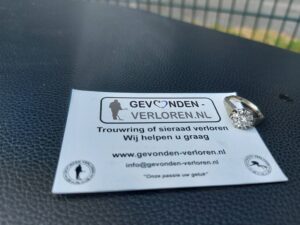 GEVONDEN-
VERLOREN.NL
Trouwring of sieraad verloren
Wij helpen u graag
www.gevonden-verloren.nl
info@gevonden-verloren.nl
"Onze passie uw geluk"